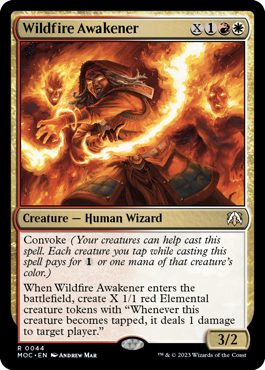 Wildfire Awakener X1
Creature — Human Wizard
Convoke (Your creatures can help cast this
spell. Each creature you tap while casting this
spell pays for 1 or one mana of that creature's
color.)
When Wildfire Awakener enters the
battlefield, create X 1/1 red Elemental
creature tokens with "Whenever this
creature becomes tapped, it deals 1 damage
to target player."
3/2
R 0044
MOC • EN Andrew Mar
™ & © 2023 Wizards of the Coast